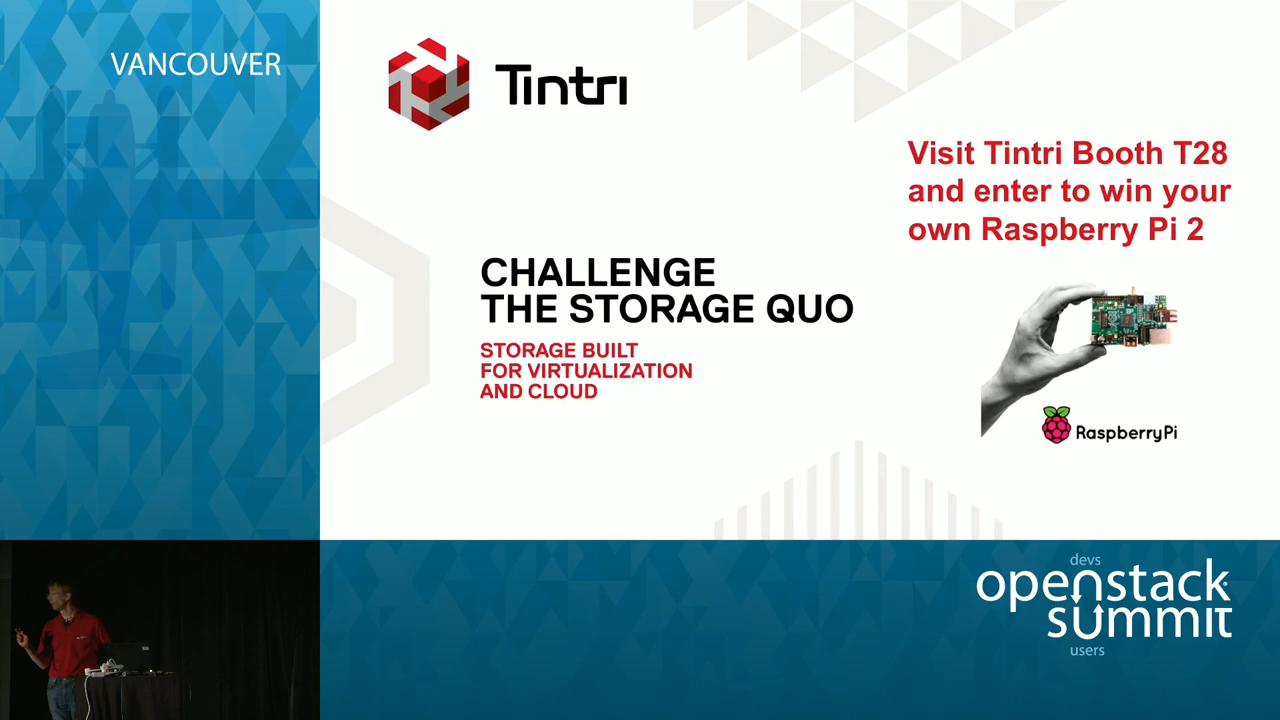 VANCOUVER
Tintri
Visit Tintri Booth T28
and enter to win your
own Raspberry Pi 2
CHALLENGE
THE STORAGE QUO
STORAGE BUILT
FOR VIRTUALIZATION
AND CLOUD
RaspberryPi
devs
openstack
summit
users